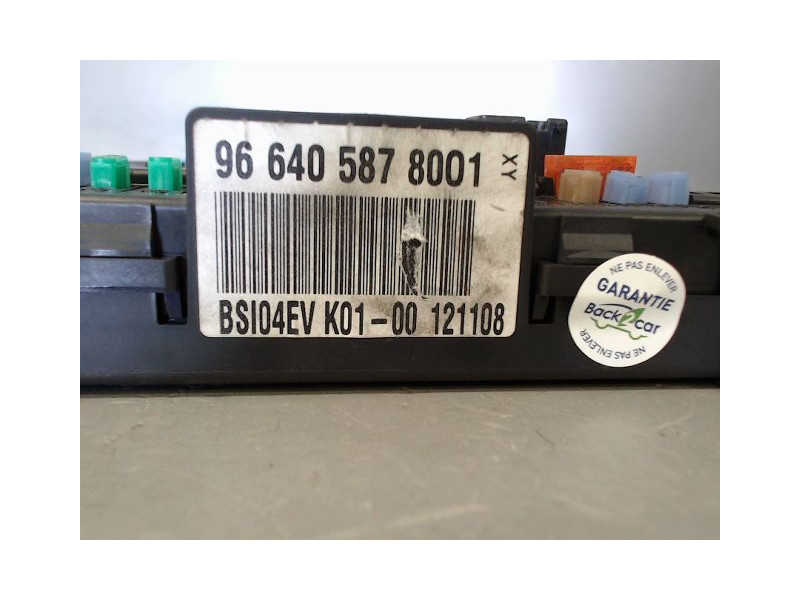 96 640 587 8001
XY
BSI04EV K01-00 121108
NE PAS ENLEVER
GARANTIE
Back2car
NE PAS ENLEVER